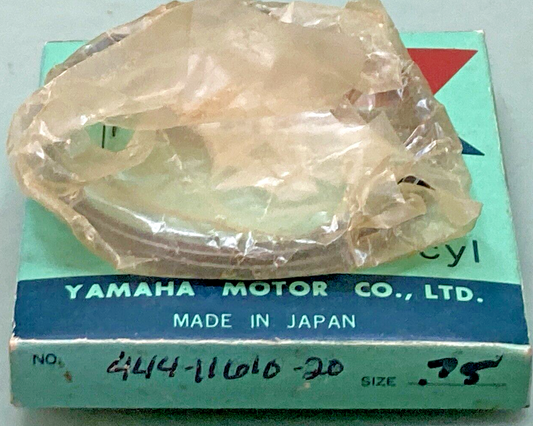 cyl
YAMAHA MOTOR CO., LTD.
MADE IN JAPAN
NO. 444-11610-20 SIZE .75